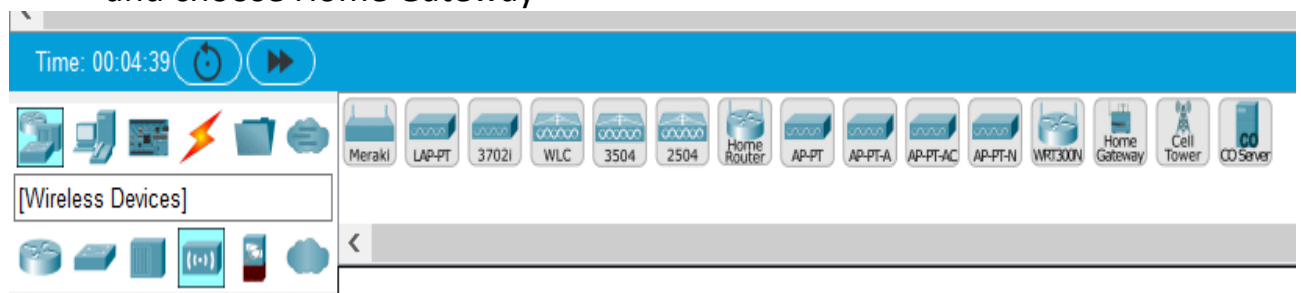 and choose Home Gateway
Time: 00:04:39
Meraki LAP-PT 3702i WLC 3504 2504 Home Router AP-PT AP-PT-A AP-PT-AC AP-PT-N WRT300N Home Gateway Cell Tower CO CO Server
[Wireless Devices]